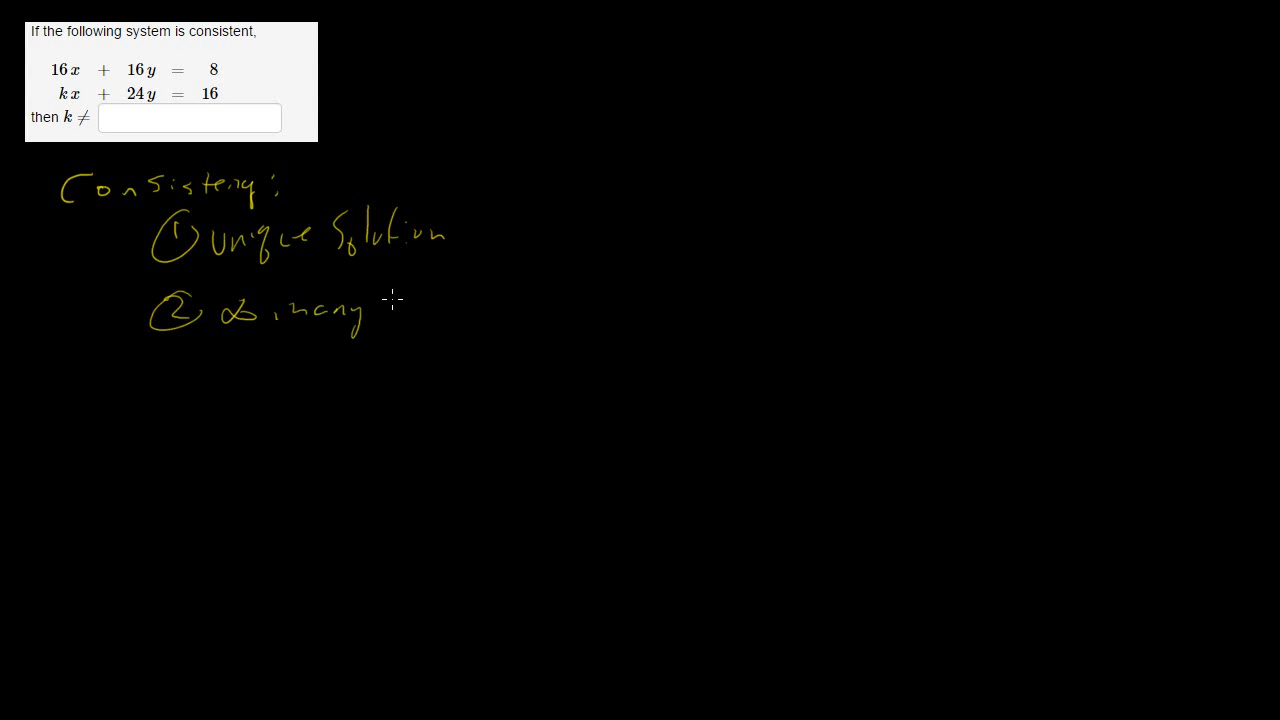 If the following system is consistent,
16x + 16y = 8
kx + 24y = 16
then k ≠
Consistency:
① Unique Solution
② ∞ many